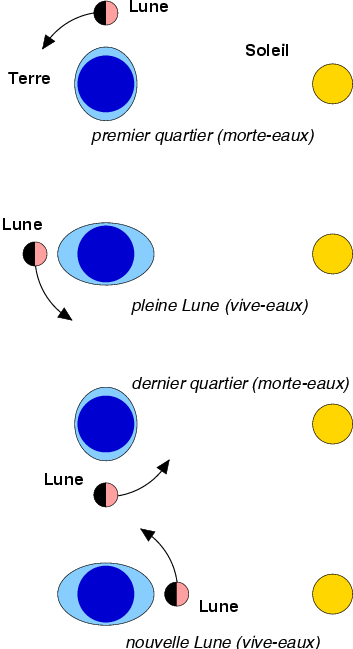 Lune
Soleil
Terre
premier quartier (morte-eaux)
Lune
pleine Lune (vive-eaux)
dernier quartier (morte-eaux)
Lune
Lune
nouvelle Lune (vive-eaux)